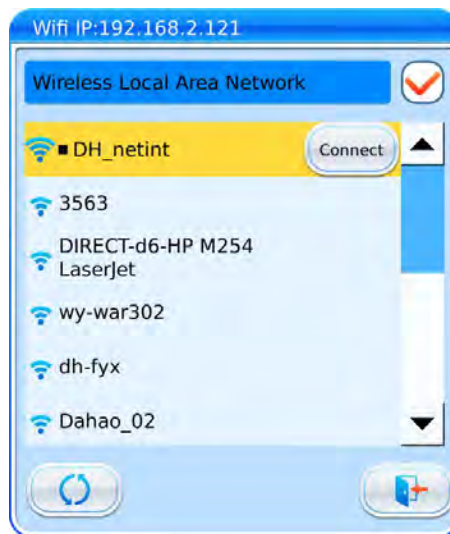 Wifi IP:192.168.2.121
Wireless Local Area Network
DH_netint
Connect
3563
DIRECT-d6-HP M254
LaserJet
wy-war302
dh-fyx
Dahao_02